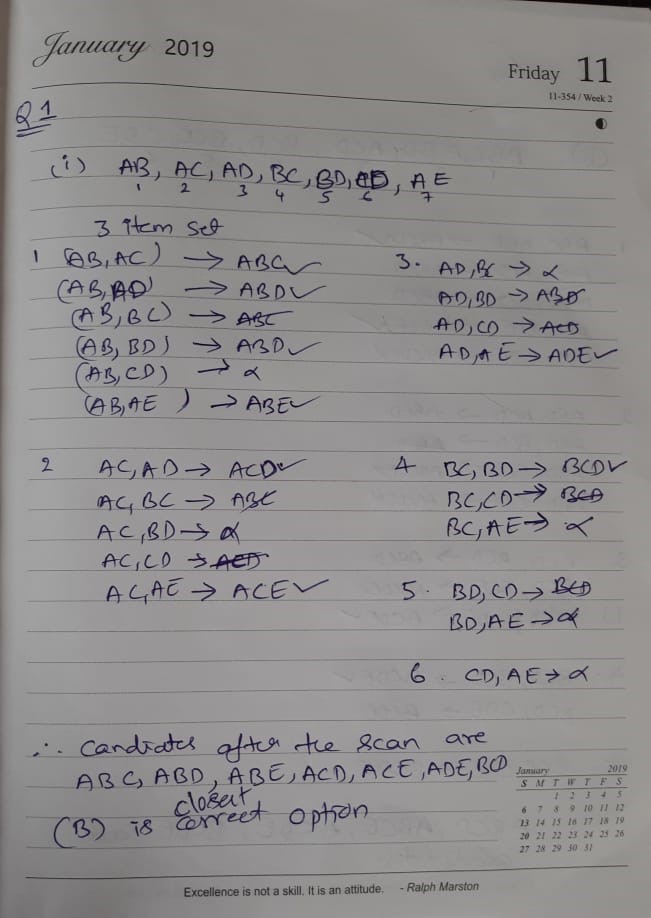 January 2019
Friday 11
11-354 / Week 2
Q1
(i) AB, AC, AD, BC, BD, CD, AE
1 2 3 4 5 6 7
3 item set
1 (AB, AC) → ABC ✓
(AB, AD) → ABD ✓
(AB, BC) → ABC
(AB, BD) → ABD ✓
(AB, CD) → α
(AB, AE ) → ABE ✓
2 AC, AD → ACD ✓
AC, BC → ABC
AC, BD → α
AC, CD → ACD
AC, AE → ACE ✓
3. AD, BC → α
AD, BD → ABD
AD, CD → ACD
AD, AE → ADE ✓
4 BC, BD → BCD ✓
BC, CD → BCD
BC, AE → α
5. BD, CD → BCD
BD, AE → α
6. CD, AE → α
∴ Candidates after the scan are
ABC, ABD, ABE, ACD, ACE, ADE, BCD
closest
(B) is correct option
January 2019
S M T W T F S
1 2 3 4 5
6 7 8 9 10 11 12
13 14 15 16 17 18 19
20 21 22 23 24 25 26
27 28 29 30 31
Excellence is not a skill. It is an attitude. - Ralph Marston